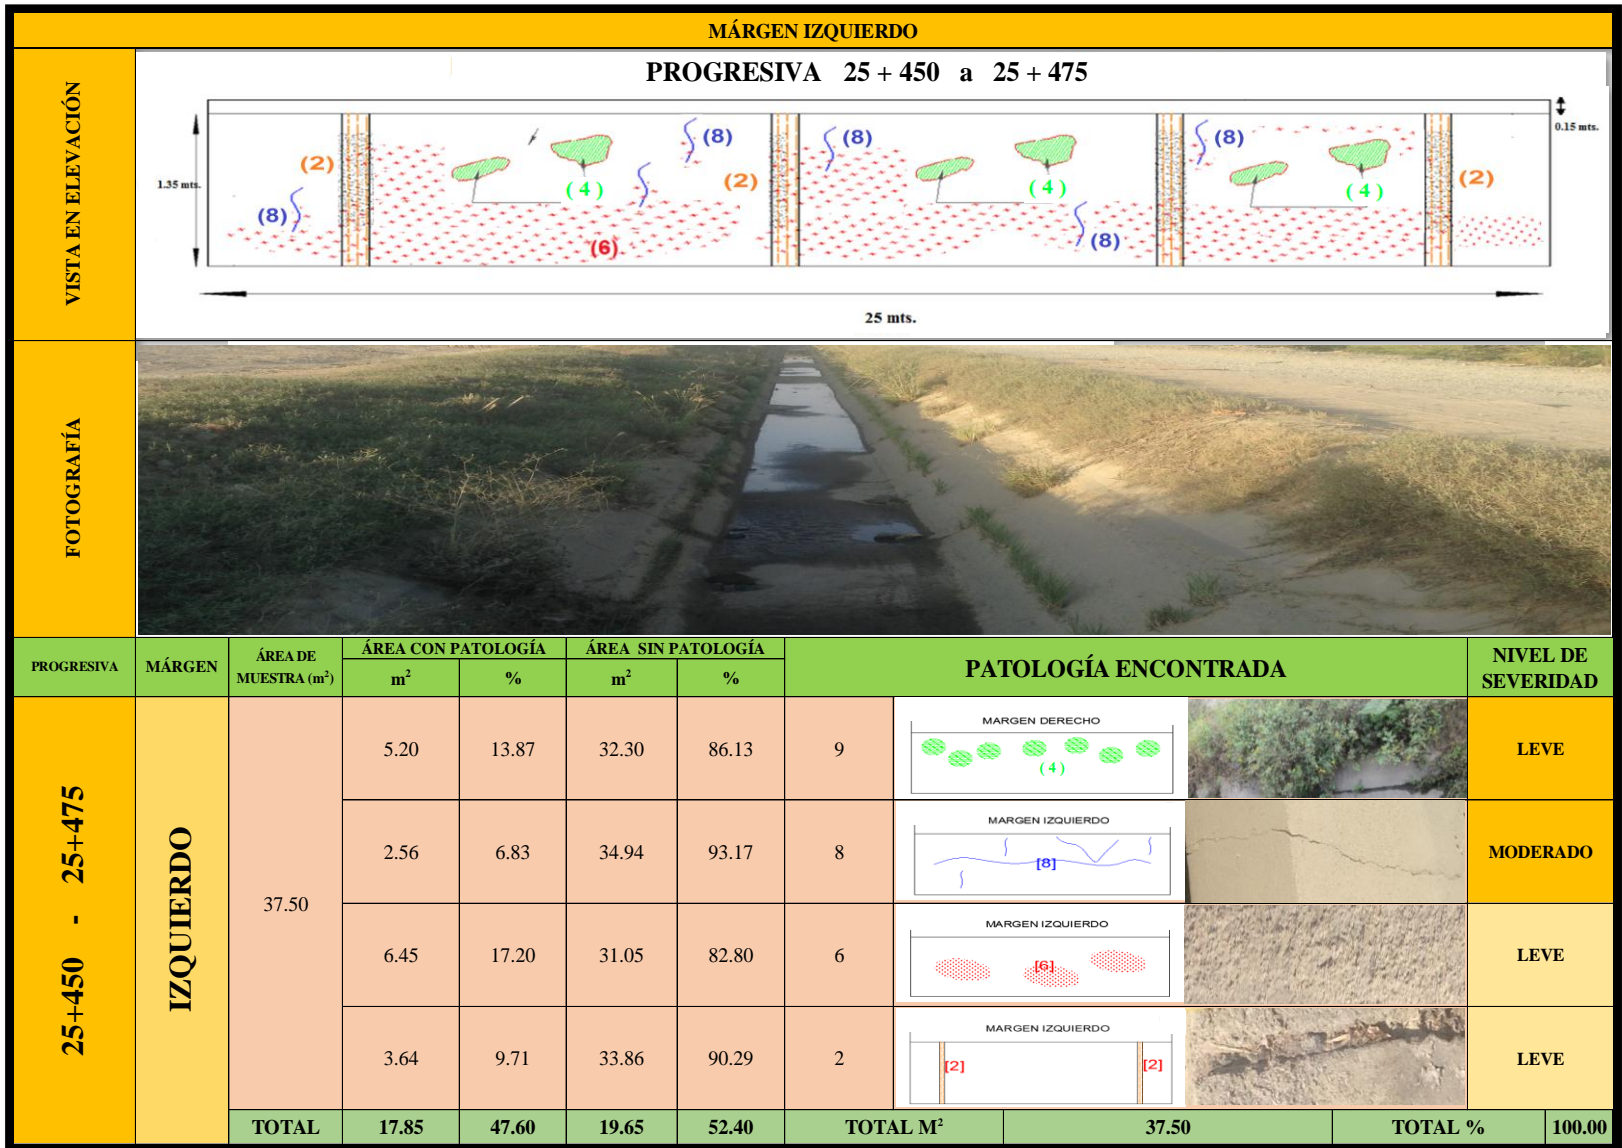 MÁRGEN IZQUIERDO
VISTA EN ELEVACIÓN
PROGRESIVA 25 + 450 a 25 + 475
0.15 mts.
1.35 mts.
(2)
(8)
(4)
(8)
(2)
(6)
(8)
(4)
(8)
(8)
(4)
(2)
25 mts.
FOTOGRAFÍA
PROGRESIVA
MÁRGEN
ÁREA DE
MUESTRA (m²)
ÁREA CON PATOLOGÍA
m²
%
ÁREA SIN PATOLOGÍA
m²
%
PATOLOGÍA ENCONTRADA
NIVEL DE
SEVERIDAD
25+450 - 25+475
IZQUIERDO
37.50
5.20 13.87 32.30 86.13 9
MARGEN DERECHO
(4)
LEVE
2.56 6.83 34.94 93.17 8
MARGEN IZQUIERDO
[8]
MODERADO
6.45 17.20 31.05 82.80 6
MARGEN IZQUIERDO
[6]
LEVE
3.64 9.71 33.86 90.29 2
MARGEN IZQUIERDO
[2] [2]
LEVE
TOTAL 17.85 47.60 19.65 52.40 TOTAL M² 37.50 TOTAL % 100.00